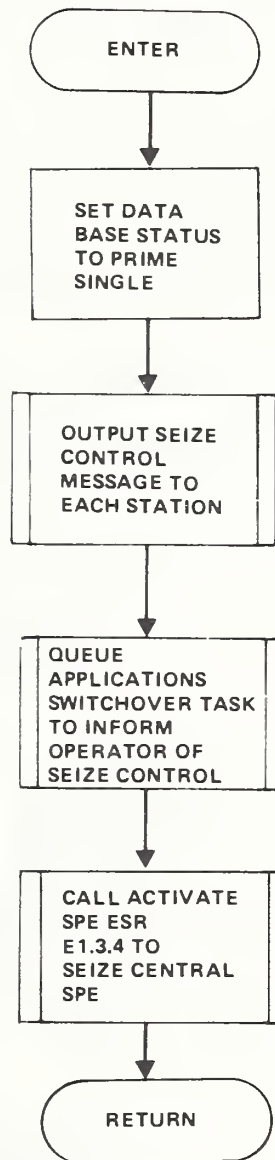 ENTER
SET DATA
BASE STATUS
TO PRIME
SINGLE
OUTPUT SEIZE
CONTROL
MESSAGE TO
EACH STATION
QUEUE
APPLICATIONS
SWITCHOVER TASK
TO INFORM
OPERATOR OF
SEIZE CONTROL
CALL ACTIVATE
SPE ESR
E1.3.4 TO
SEIZE CENTRAL
SPE
RETURN